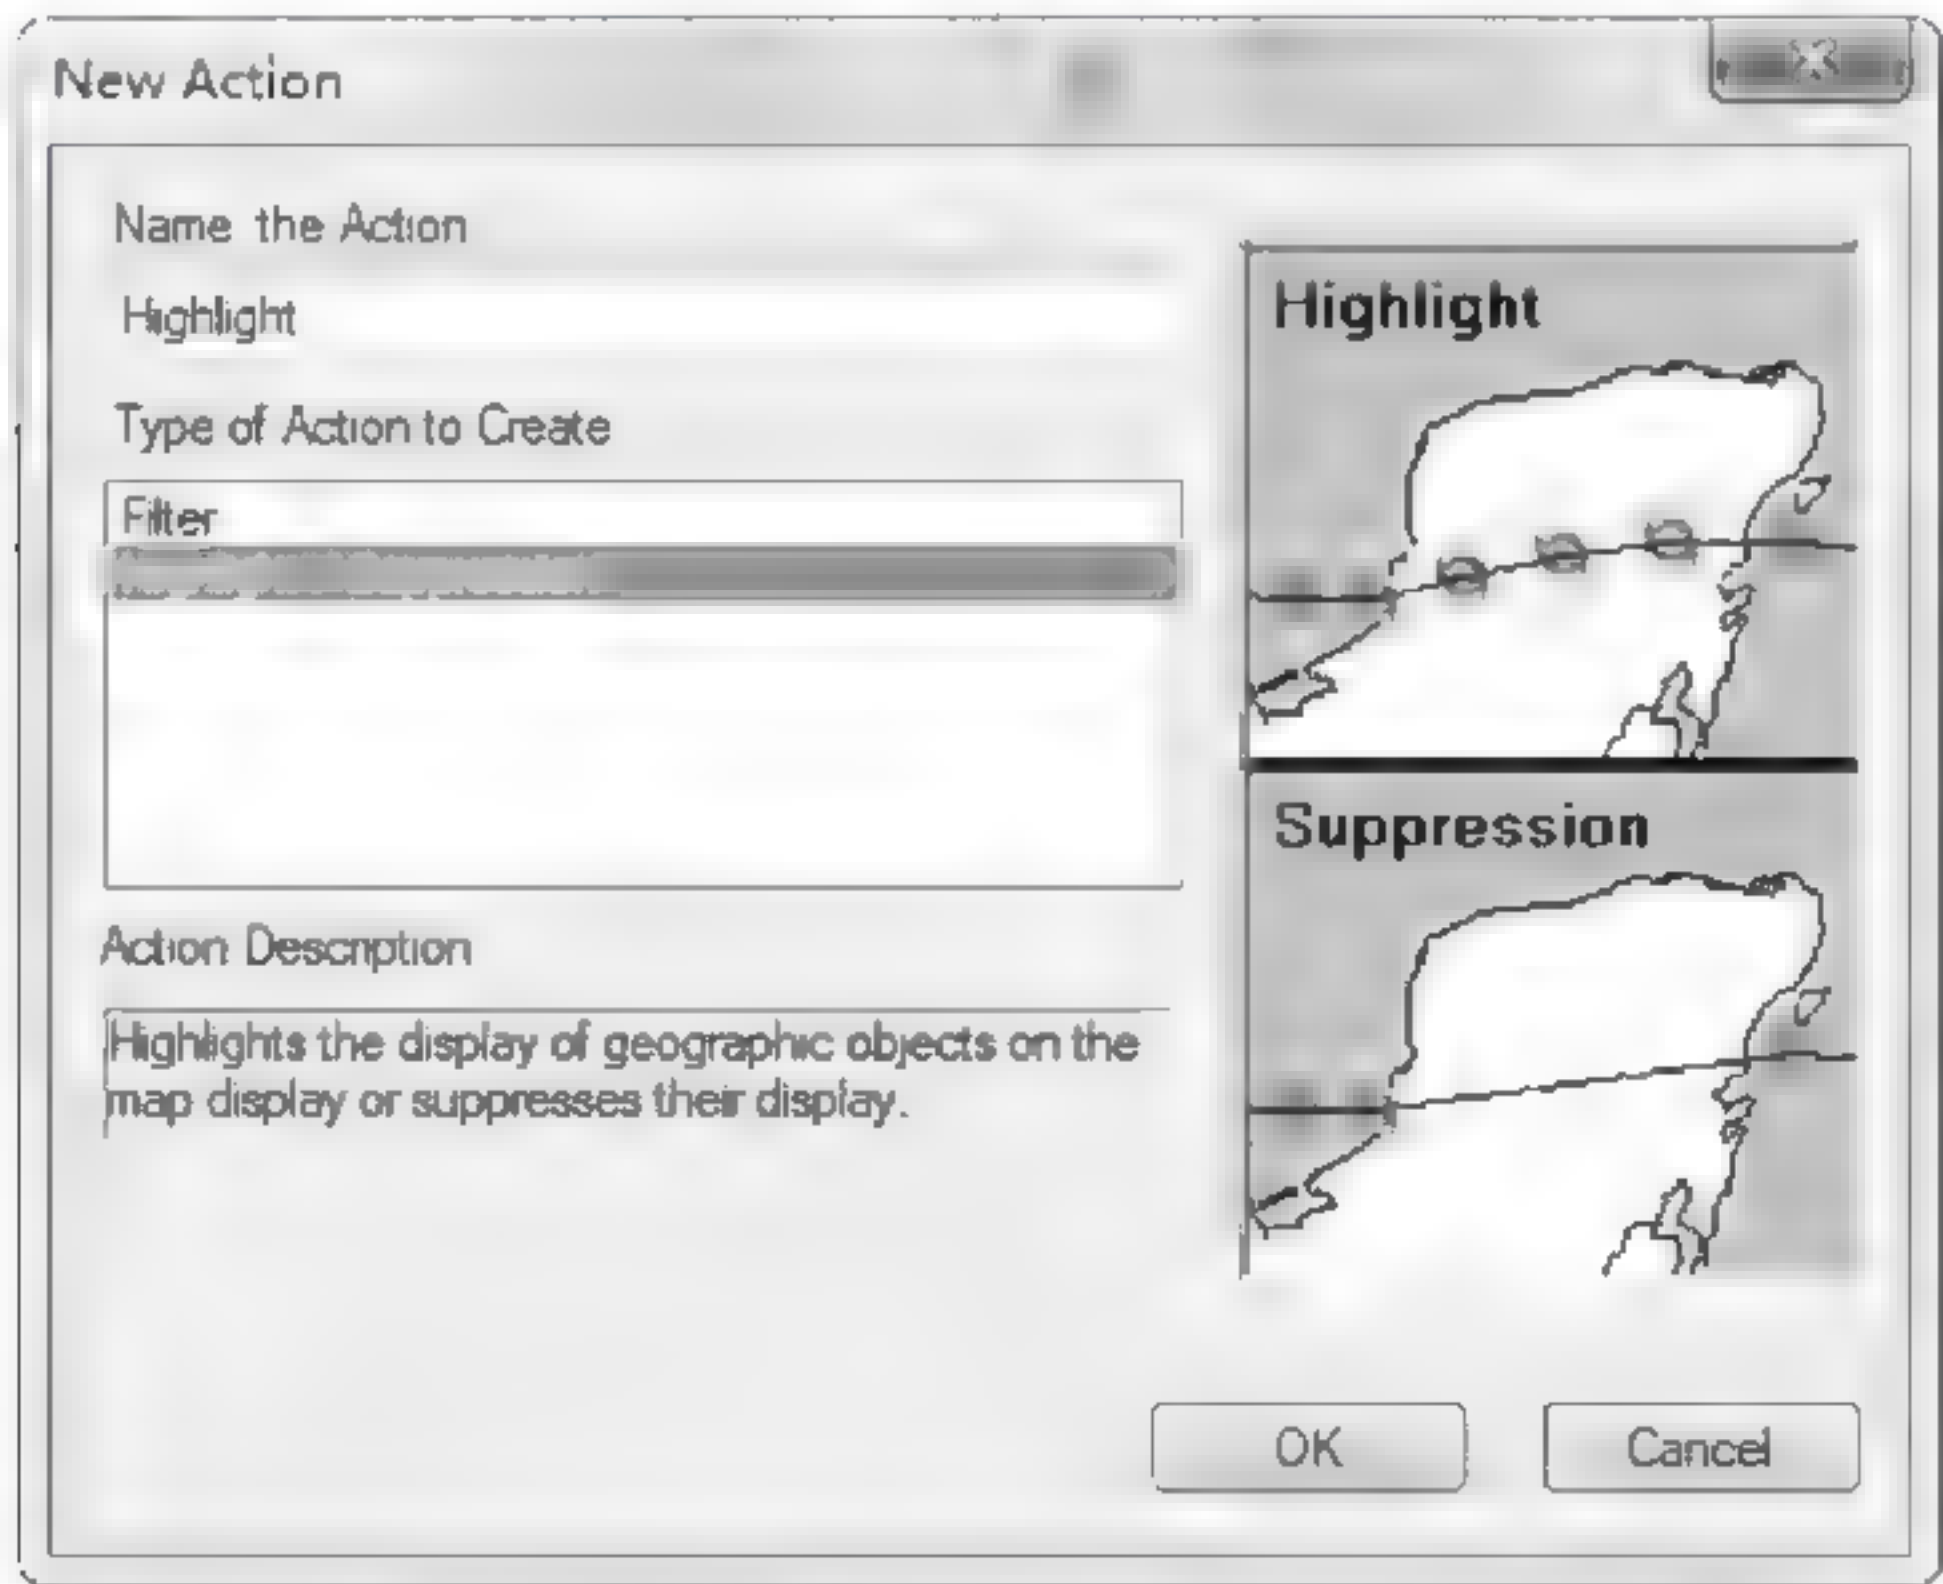 New Action
Name the Action
Highlight
Type of Action to Create
Filter
Action Description
Highlights the display of geographic objects on the
map display or suppresses their display.
Highlight
Suppression
OK
Cancel